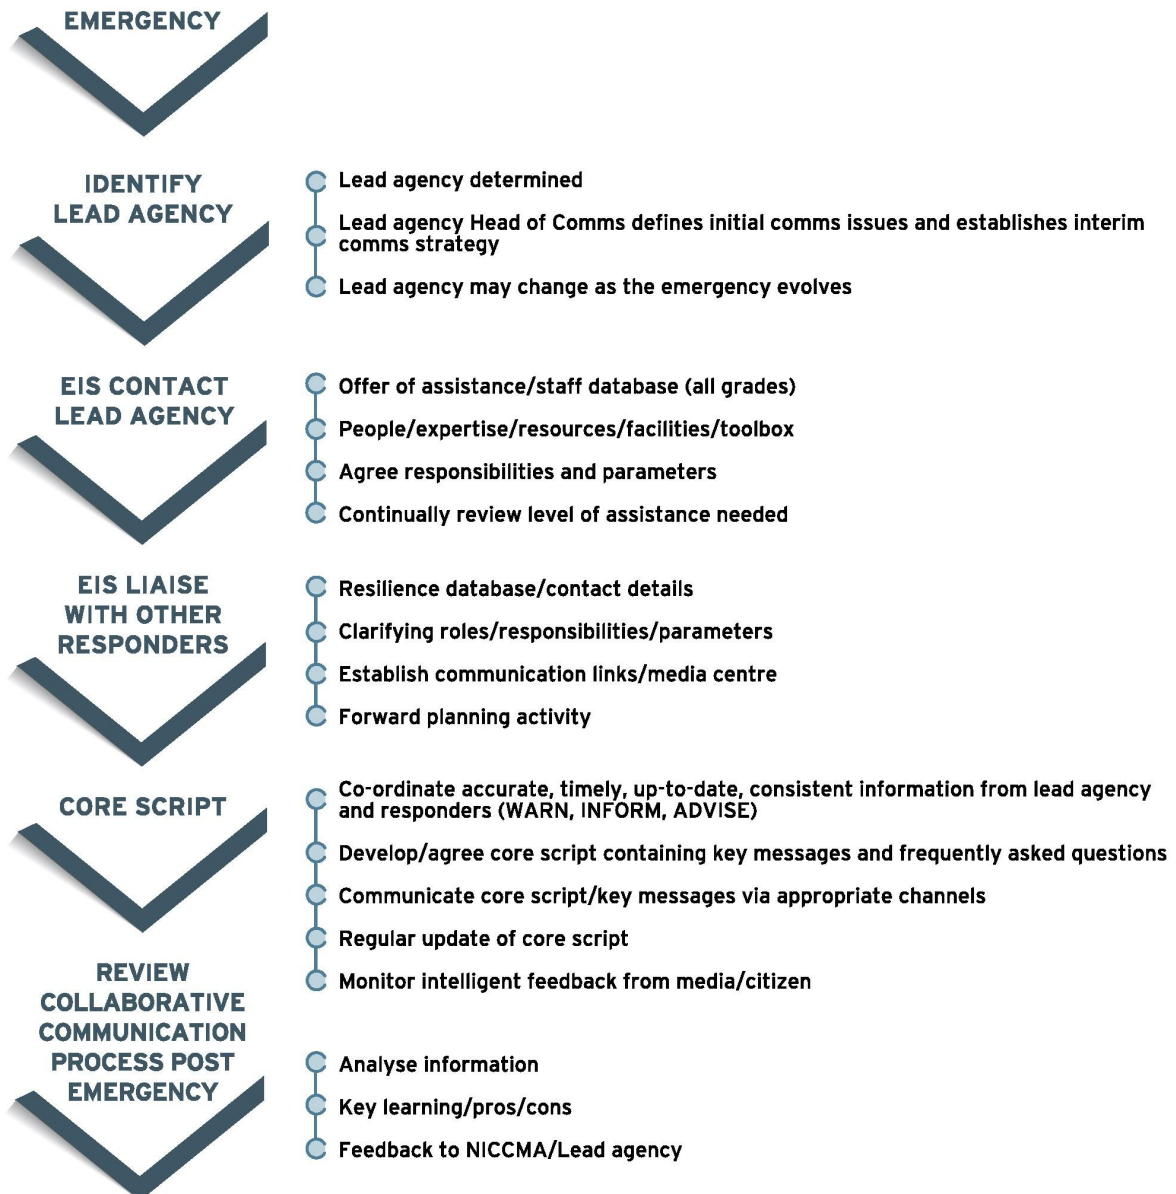 EMERGENCY
IDENTIFY
LEAD AGENCY
Lead agency determined
Lead agency Head of Comms defines initial comms issues and establishes interim
comms strategy
Lead agency may change as the emergency evolves
EIS CONTACT
LEAD AGENCY
Offer of assistance/staff database (all grades)
People/expertise/resources/facilities/toolbox
Agree responsibilities and parameters
Continually review level of assistance needed
EIS LIAISE
WITH OTHER
RESPONDERS
Resilience database/contact details
Clarifying roles/responsibilities/parameters
Establish communication links/media centre
Forward planning activity
CORE SCRIPT
Co-ordinate accurate, timely, up-to-date, consistent information from lead agency
and responders (WARN, INFORM, ADVISE)
Develop/agree core script containing key messages and frequently asked questions
Communicate core script/key messages via appropriate channels
Regular update of core script
Monitor intelligent feedback from media/citizen
REVIEW
COLLABORATIVE
COMMUNICATION
PROCESS POST
EMERGENCY
Analyse information
Key learning/pros/cons
Feedback to NICCMA/Lead agency